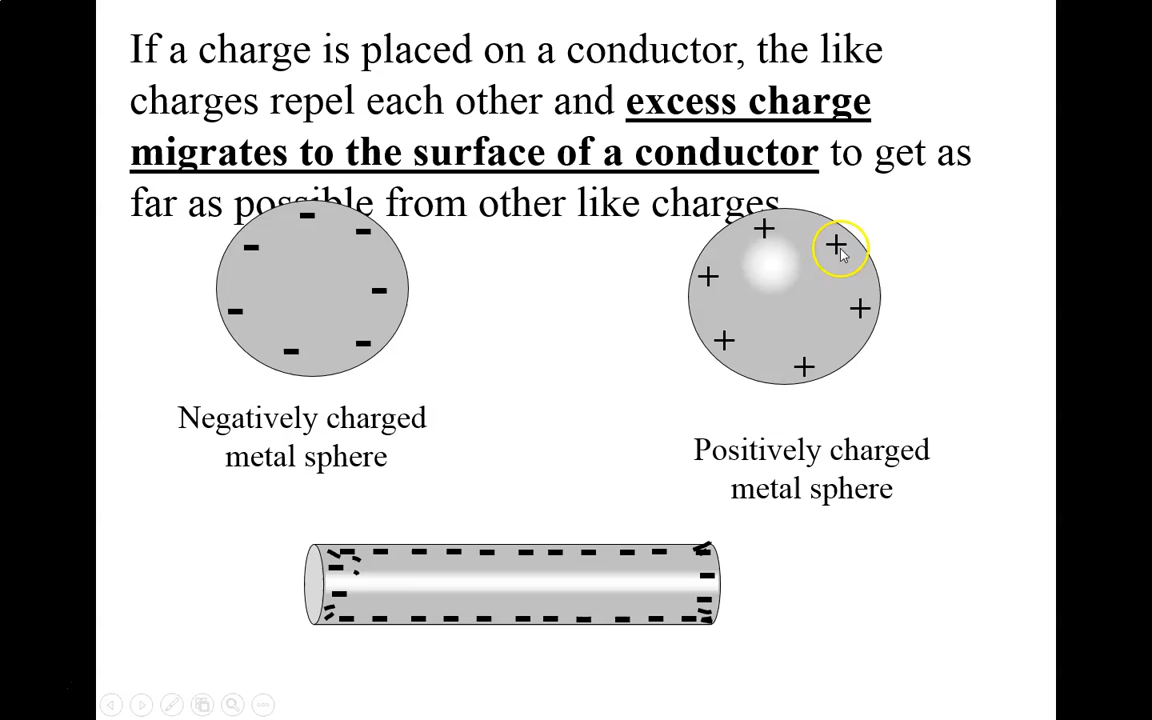 If a charge is placed on a conductor, the like
charges repel each other and excess charge
migrates to the surface of a conductor to get as
far as possible from other like charges.
Negatively charged
metal sphere
Positively charged
metal sphere